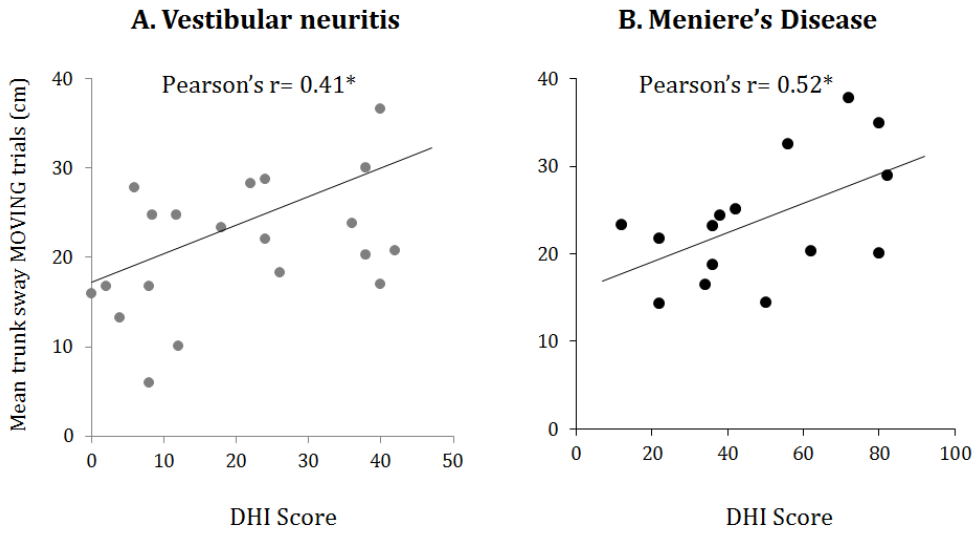 A. Vestibular neuritis
Pearson's r= 0.41*
Mean trunk sway MOVING trials (cm)
40
30
20
10
0
0 10 20 30 40 50
DHI Score
B. Meniere's Disease
Pearson's r= 0.52*
40
30
20
10
0
0 20 40 60 80 100
DHI Score